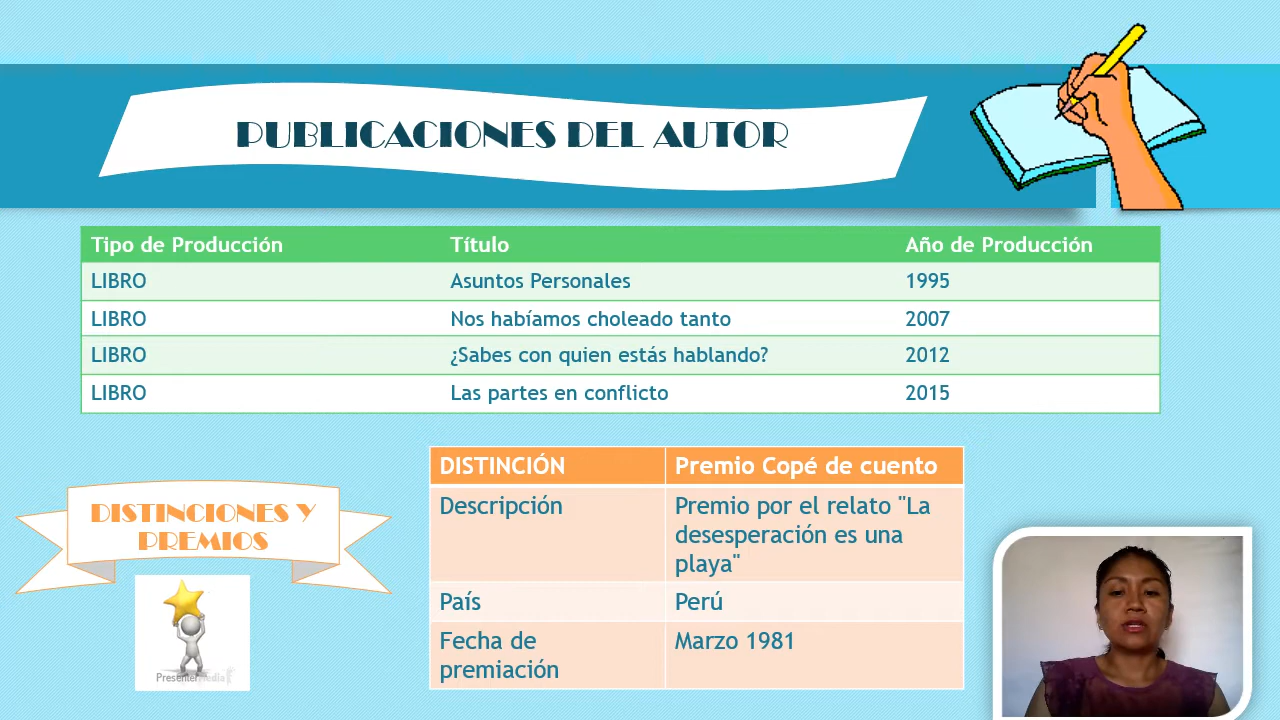 PUBLICACIONES DEL AUTOR
Tipo de Producción Título Año de Producción
LIBRO Asuntos Personales 1995
LIBRO Nos habíamos choleado tanto 2007
LIBRO ¿Sabes con quien estás hablando? 2012
LIBRO Las partes en conflicto 2015
DISTINCIONES Y
PREMIOS
PresenterMedia
DISTINCIÓN Premio Copé de cuento
Descripción Premio por el relato "La
desesperación es una
playa"
País Perú
Fecha de Marzo 1981
premiación